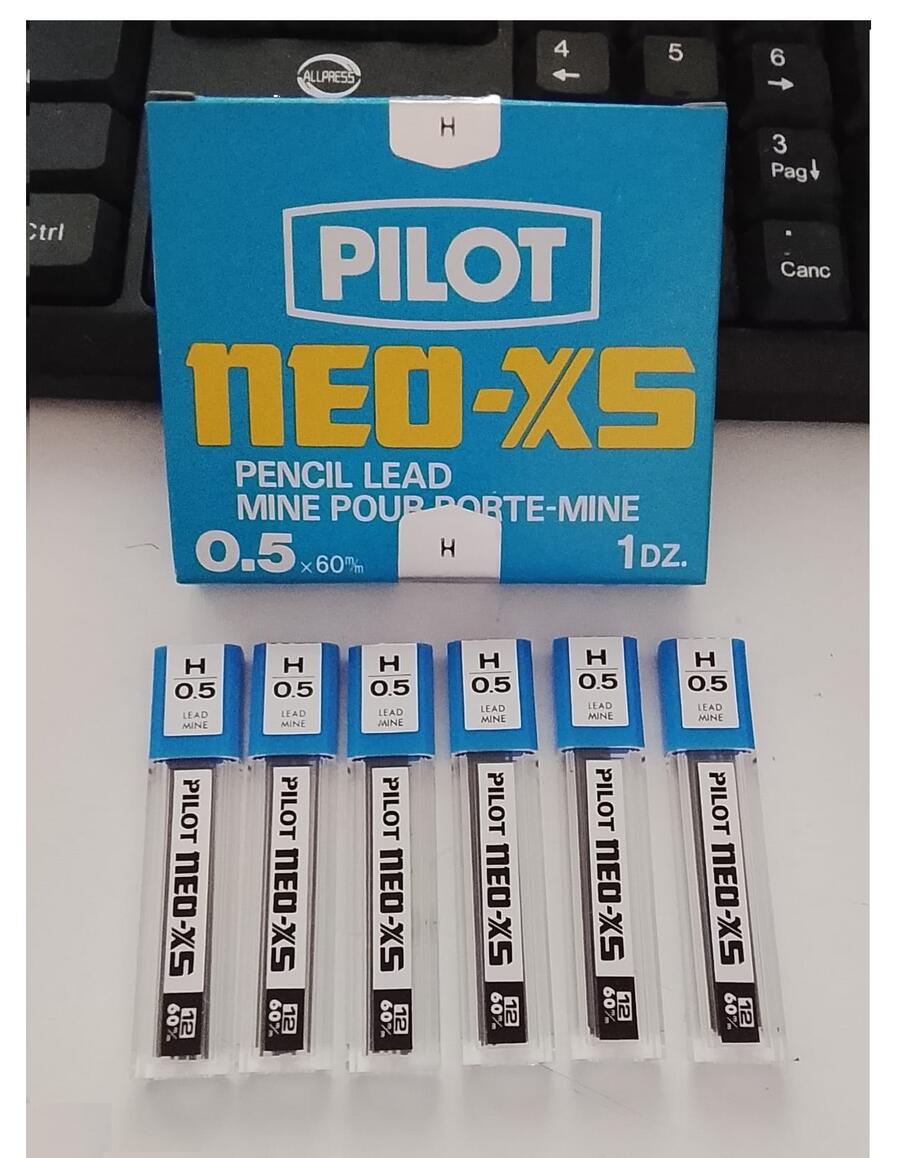 4
5
6
ALLPRESS
H
3
Pag
Ctrl
.
Canc
PILOT
NEO-XS
PENCIL LEAD
MINE POUR PORTE-MINE
0.5 ×60m/m
H
1DZ.
H
0.5
LEAD
MINE
PILOT NEO-XS
12
60m/m
H
0.5
LEAD
MINE
PILOT NEO-XS
12
60m/m
H
0.5
LEAD
MINE
PILOT NEO-XS
12
60m/m
H
0.5
LEAD
MINE
PILOT NEO-XS
12
60m/m
H
0.5
LEAD
MINE
PILOT NEO-XS
12
60m/m
H
0.5
LEAD
MINE
PILOT NEO-XS
12
60m/m